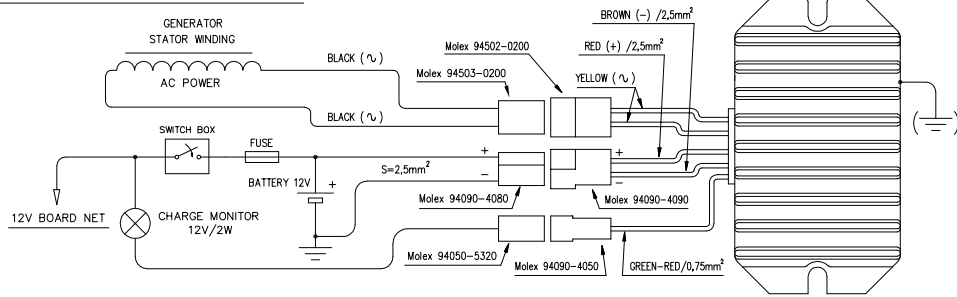 BROWN (-) /2,5mm²
GENERATOR
STATOR WINDING
Molex 94502-0200
RED (+) /2,5mm²
BLACK (∿)
Molex 94503-0200
YELLOW (∿)
AC POWER
BLACK (∿)
SWITCH BOX
FUSE
+
+
S=2,5mm²
BATTERY 12V
+
−
−
Molex 94090-4080
Molex 94090-4090
12V BOARD NET
CHARGE MONITOR
12V/2W
Molex 94050-5320
Molex 94090-4050
GREEN-RED/0,75mm²